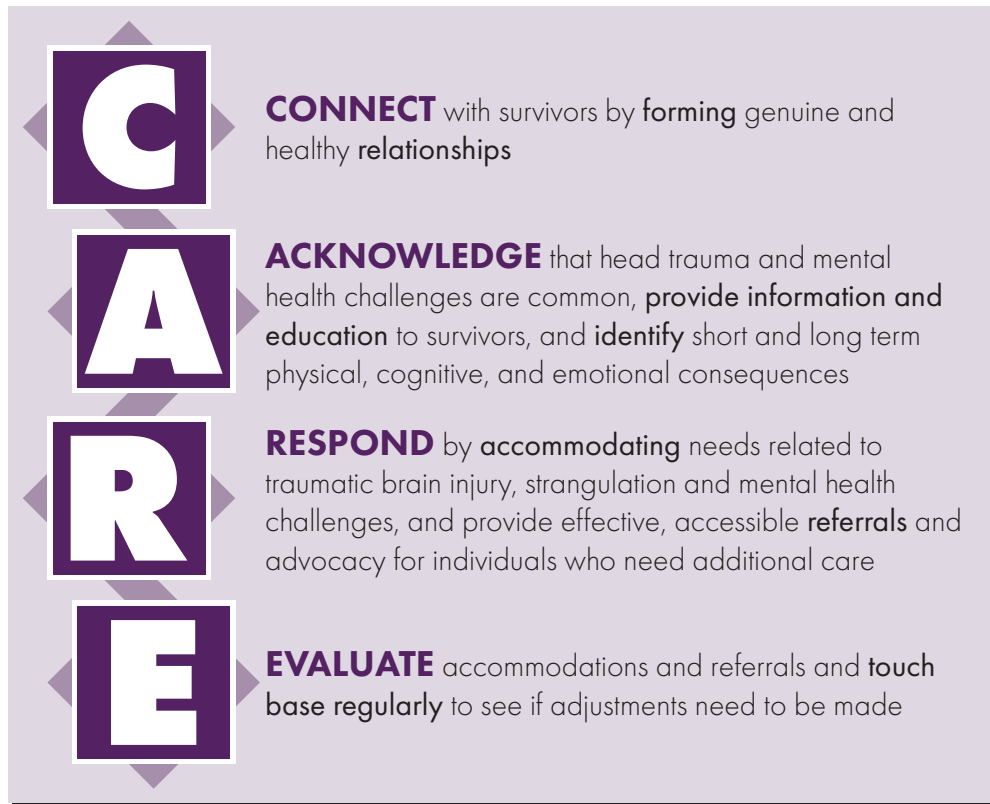 C
CONNECT with survivors by forming genuine and
healthy relationships
A
ACKNOWLEDGE that head trauma and mental
health challenges are common, provide information and
education to survivors, and identify short and long term
physical, cognitive, and emotional consequences
R
RESPOND by accommodating needs related to
traumatic brain injury, strangulation and mental health
challenges, and provide effective, accessible referrals and
advocacy for individuals who need additional care
E
EVALUATE accommodations and referrals and touch
base regularly to see if adjustments need to be made